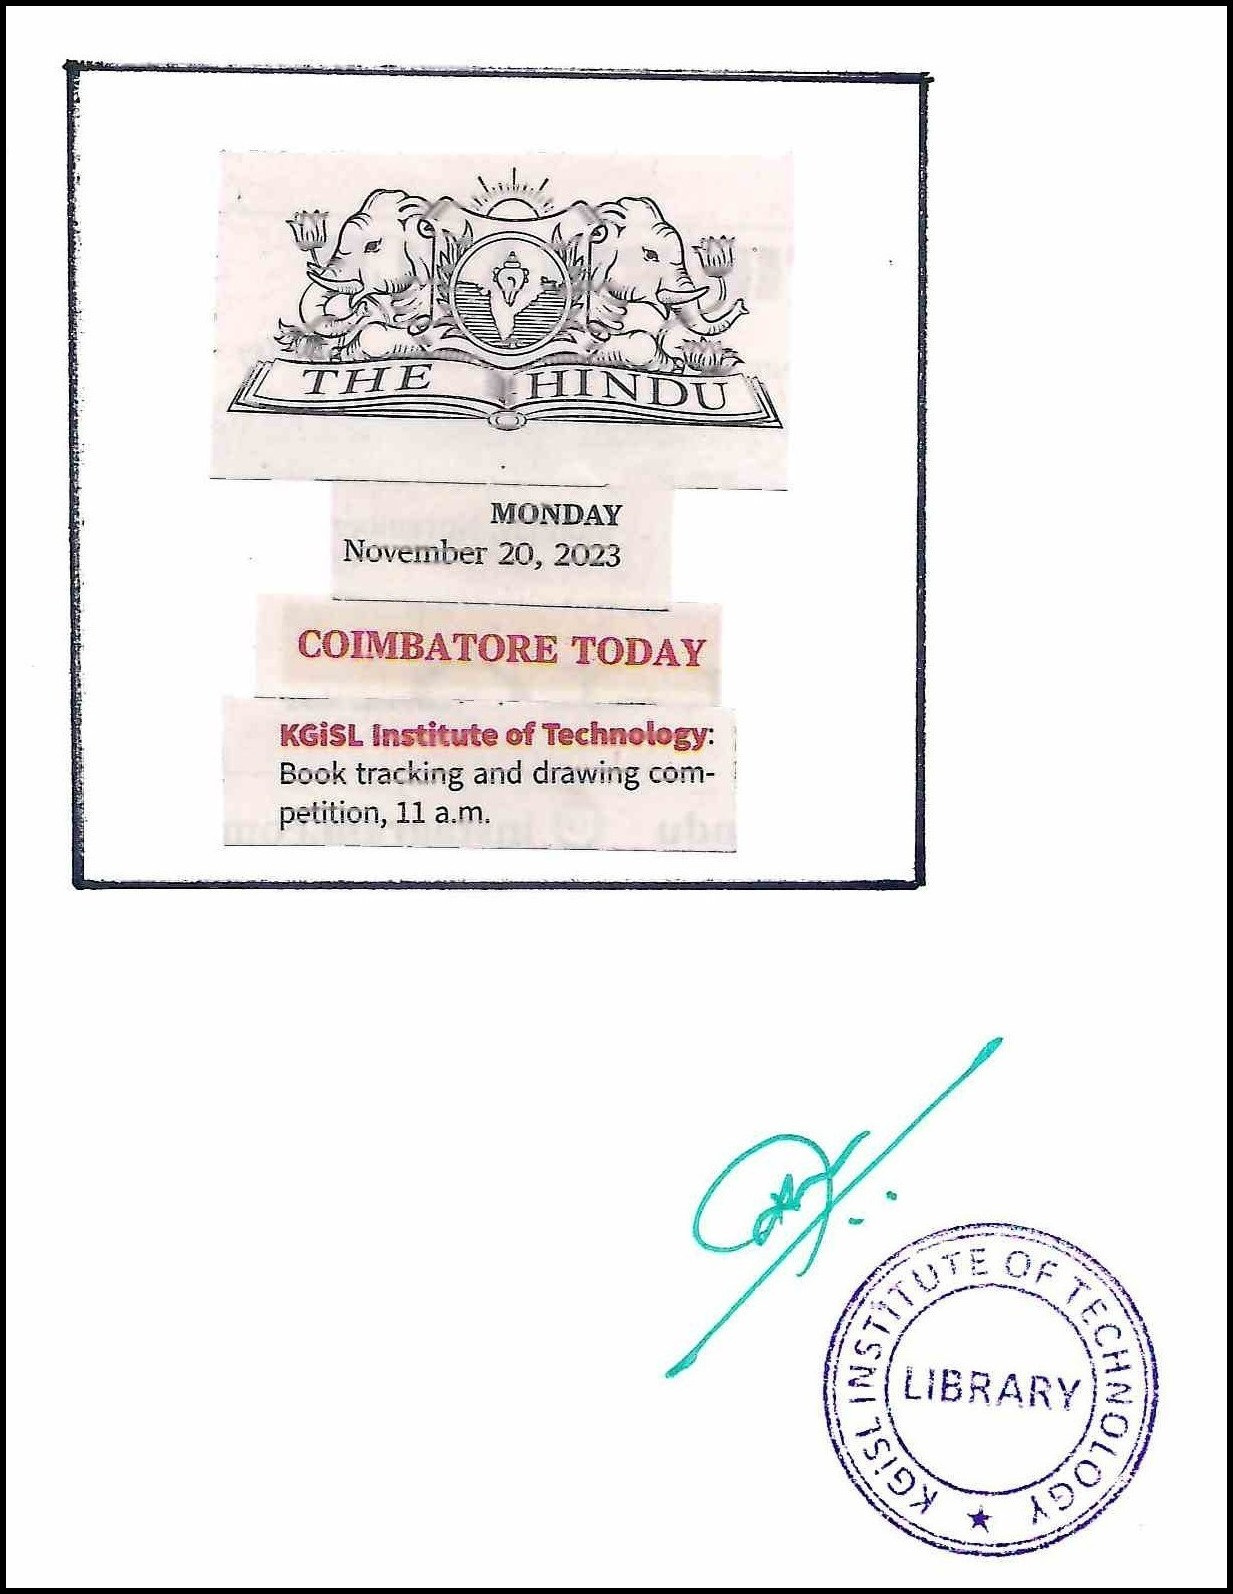 THE HINDU
MONDAY
November 20, 2023
COIMBATORE TODAY
KGiSL Institute of Technology:
Book tracking and drawing com-
petition, 11 a.m.
KGiSL INSTITUTE OF TECHNOLOGY
LIBRARY